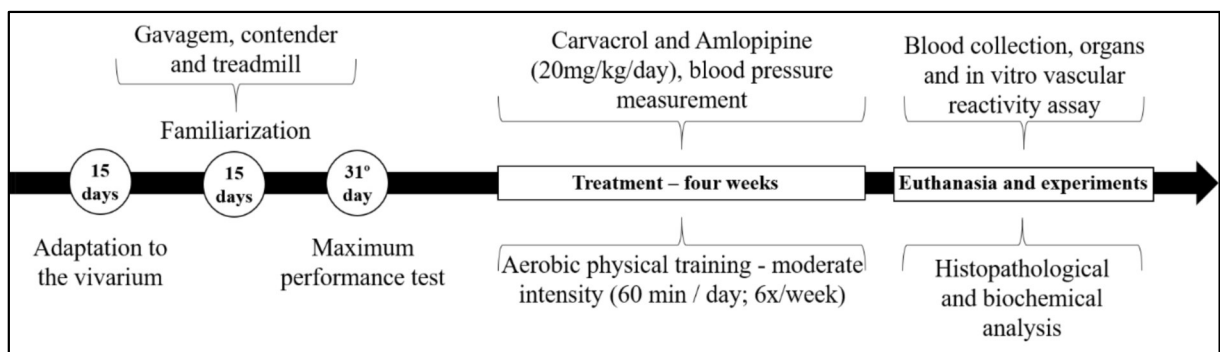 Gavagem, contender
and treadmill
Familiarization
15
days
15
days
31º
day
Adaptation to
the vivarium
Maximum
performance test
Carvacrol and Amlopipine
(20mg/kg/day), blood pressure
measurement
Treatment – four weeks
Aerobic physical training - moderate
intensity (60 min / day; 6x/week)
Blood collection, organs
and in vitro vascular
reactivity assay
Euthanasia and experiments
Histopathological
and biochemical
analysis